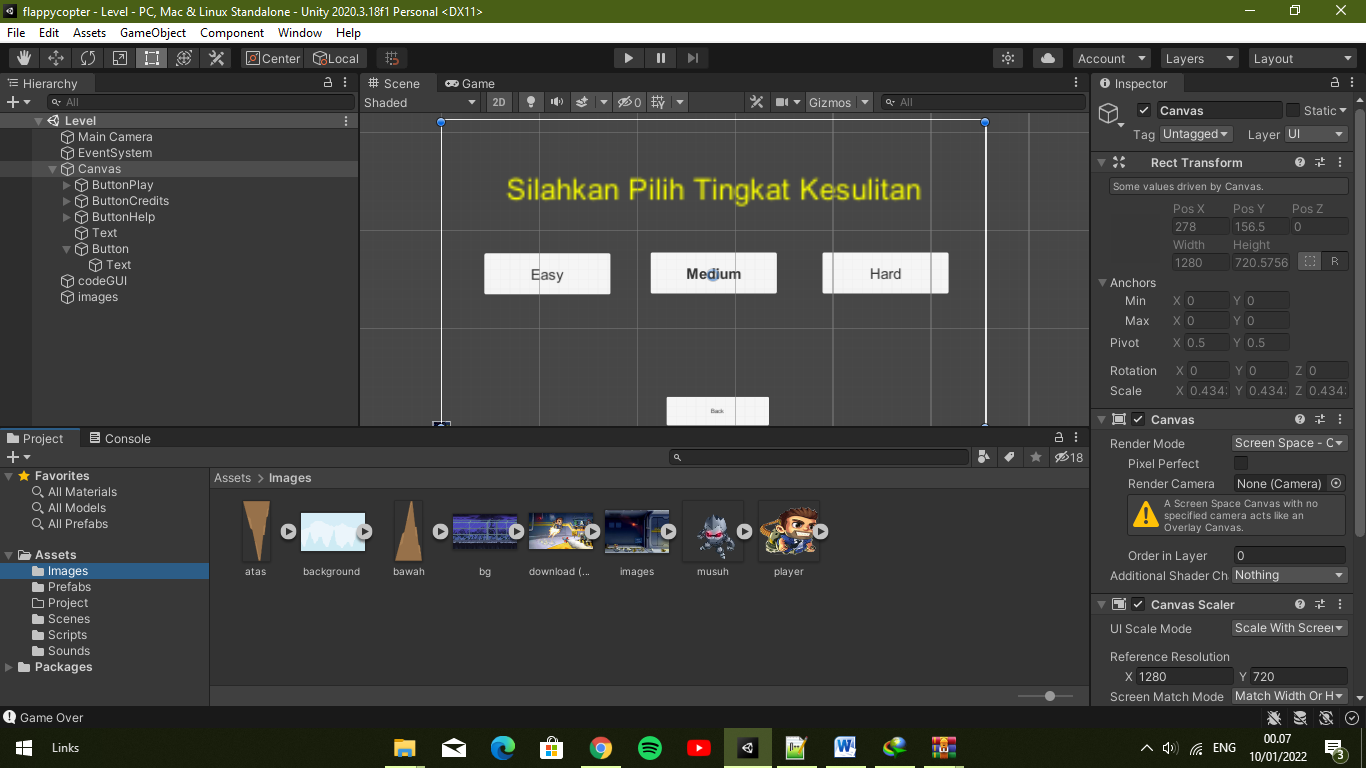 flappycopter - Level - PC, Mac & Linux Standalone - Unity 2020.3.18f1 Personal <DX11>
File Edit Assets GameObject Component Window Help
Center Local Account Layers Layout
Hierarchy
All
Level
Main Camera
EventSystem
Canvas
ButtonPlay
ButtonCredits
ButtonHelp
Text
Button
Text
codeGUI
images
Scene Game
Shaded 2D 0 Gizmos All
Silahkan Pilih Tingkat Kesulitan
Easy Medium Hard
Back
Inspector
Canvas Static
Tag Untagged Layer UI
Rect Transform
Some values driven by Canvas.
Pos X Pos Y Pos Z
278 156.5 0
Width Height
1280 720.5756 R
Anchors
Min X 0 Y 0
Max X 0 Y 0
Pivot X 0.5 Y 0.5
Rotation X 0 Y 0 Z 0
Scale X 0.434 Y 0.434 Z 0.434
Canvas
Render Mode Screen Space - C
Pixel Perfect
Render Camera None (Camera)
A Screen Space Canvas with no
specified camera acts like an
Overlay Canvas.
Order in Layer 0
Additional Shader Ch Nothing
Canvas Scaler
UI Scale Mode Scale With Screen
Reference Resolution
X 1280 Y 720
Screen Match Mode Match Width Or H
Project Console
18
Favorites
All Materials
All Models
All Prefabs
Assets
Images
Prefabs
Project
Scenes
Scripts
Sounds
Packages
Assets > Images
atas background bawah bg download (... images musuh player
Game Over
Links
ENG
00.07
10/01/2022
3